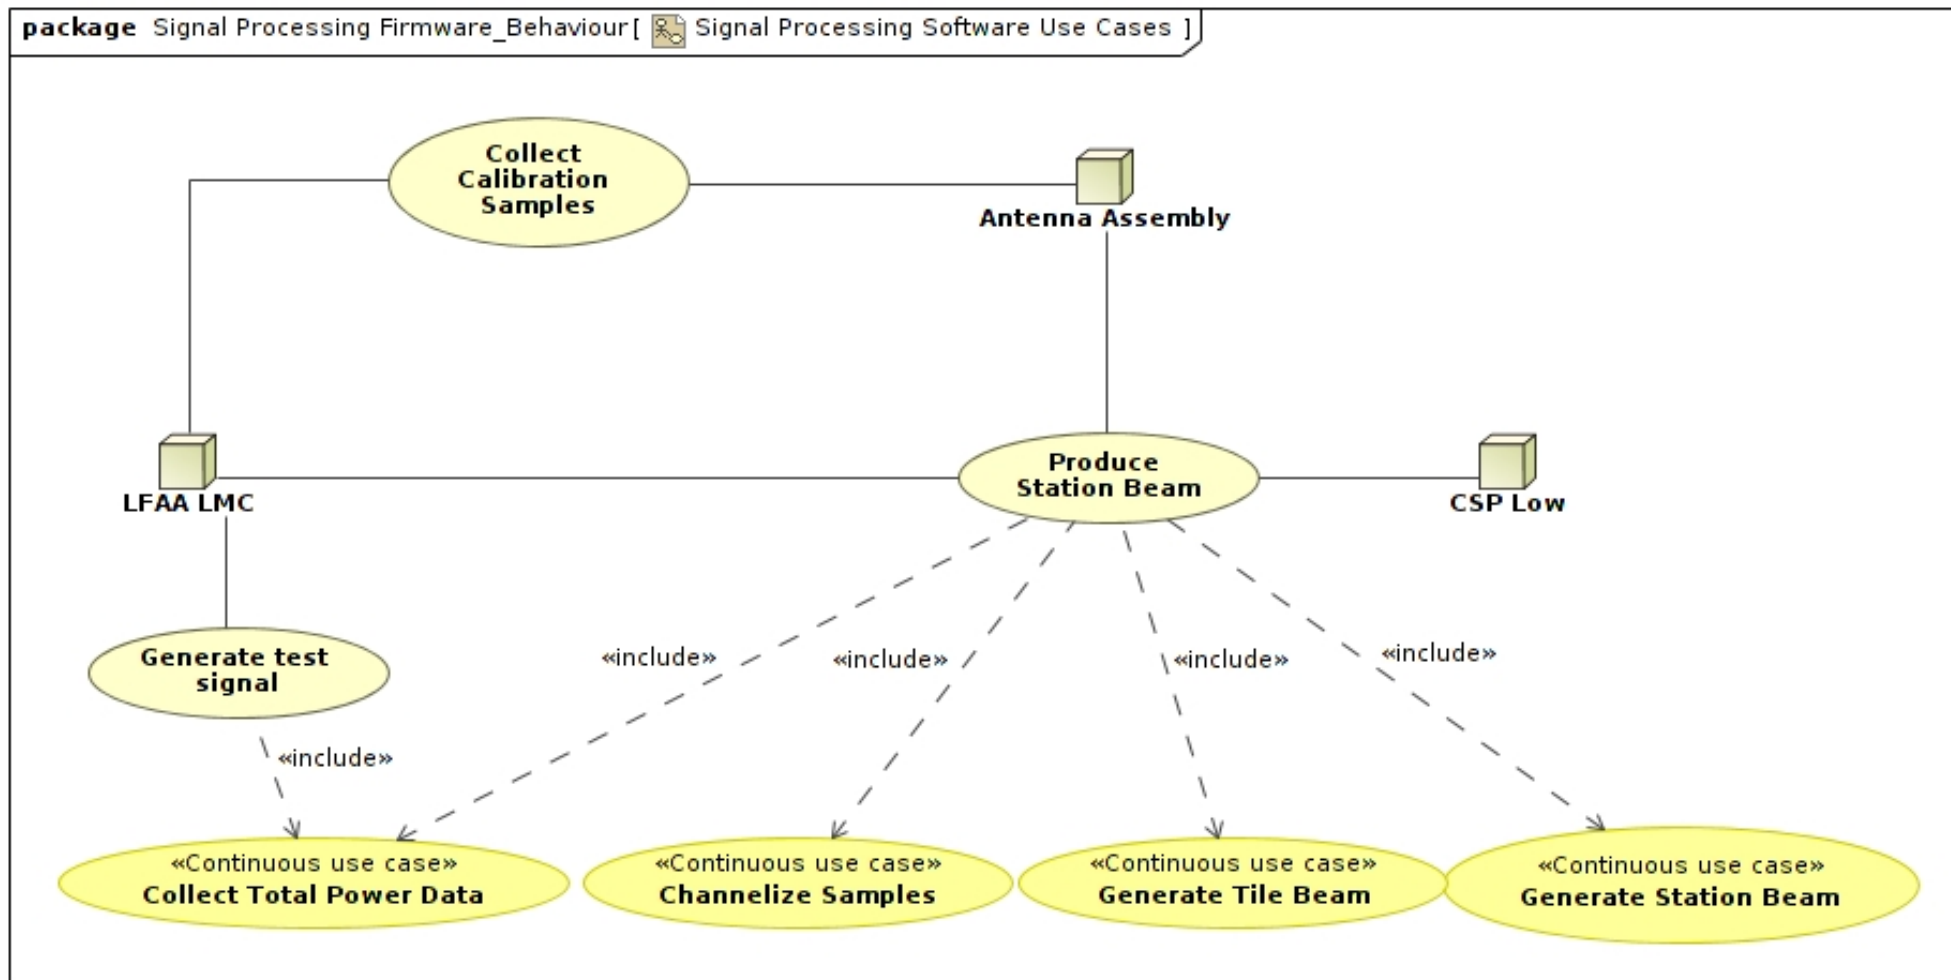 package Signal Processing Firmware_Behaviour[ Signal Processing Software Use Cases ]
Collect
Calibration
Samples
Antenna Assembly
LFAA LMC
Produce
Station Beam
CSP Low
Generate test
signal
«include»
«include»
«include»
«include»
«include»
«Continuous use case»
Collect Total Power Data
«Continuous use case»
Channelize Samples
«Continuous use case»
Generate Tile Beam
«Continuous use case»
Generate Station Beam